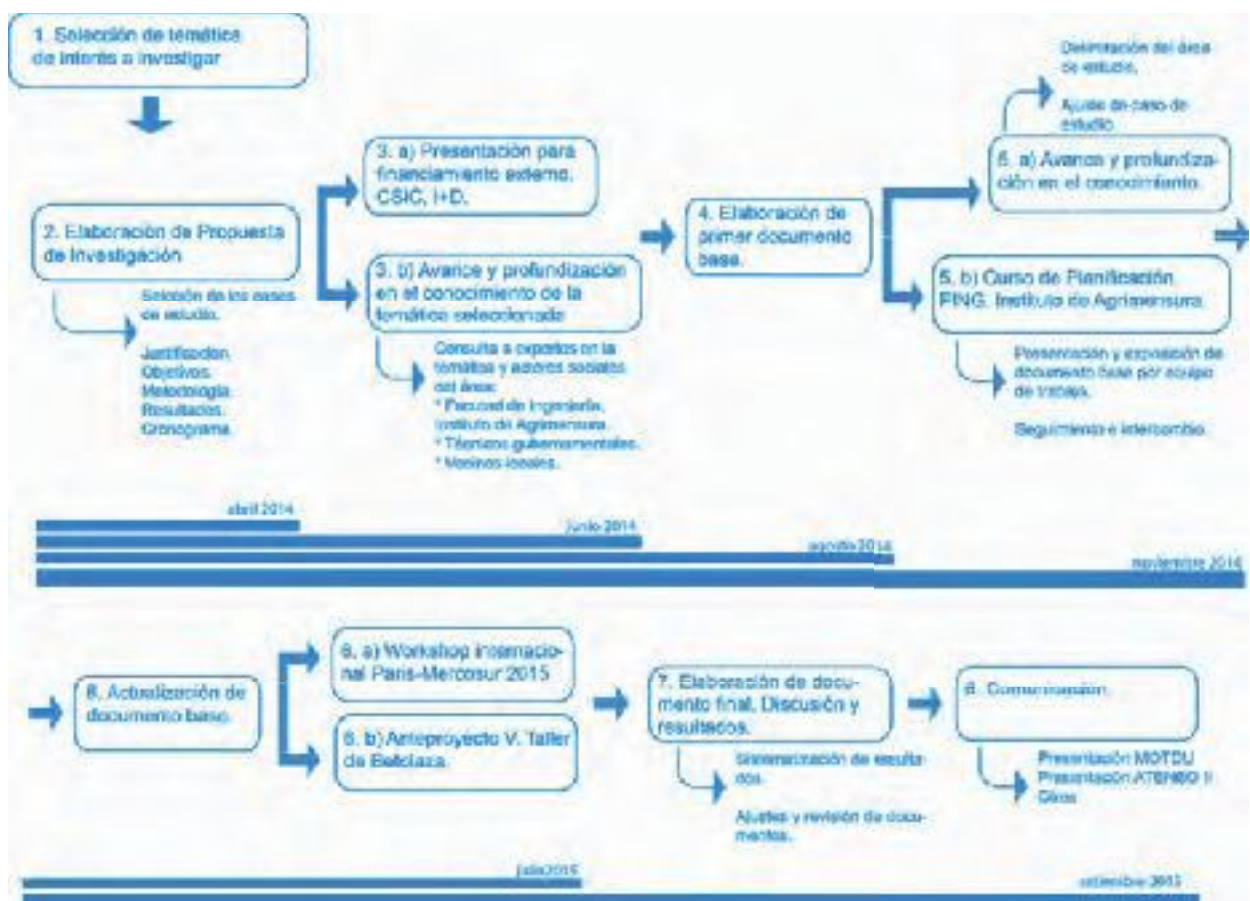 1. Selección de temática
de interés a investigar
2. Elaboración de Propuesta
de Investigación
Selección de los casos
de estudio.
Justificación.
Objetivos.
Metodología.
Resultados.
Cronograma.
3. a) Presentación para
financiamiento externo.
CSIC, I+D.
3. b) Avance y profundización
en el conocimiento de la
temática seleccionada
Consulta a expertos en la
temática y actores sociales
del área:
* Facultad de Ingeniería,
Instituto de Agrimensura.
* Técnicos gubernamentales.
* Vecinos locales.
4. Elaboración de
primer documento
base.
Delimitación del área
de estudio.
Ajuste de caso de
estudio
5. a) Avance y profundiza-
ción en el conocimiento.
5. b) Curso de Planificación.
FING. Instituto de Agrimensura.
Presentación y exposición de
documento base por equipo
de trabajo.
Seguimiento e intercambio.
abril 2014
junio 2014
agosto 2014
noviembre 2014
Actualización de
documento base.
6. a) Workshop internacio-
nal Paris-Mercosur 2015
6. b) Anteproyecto V. Taller
de Betolaza.
7. Elaboración de docu-
mento final. Discusión y
resultados.
Sistematización de resulta-
dos.
Ajustes y revisión de docu-
mentos.
Comunicación.
Presentación MOTDU
Presentación ATENEO II
julio 2015
setiembre 2015